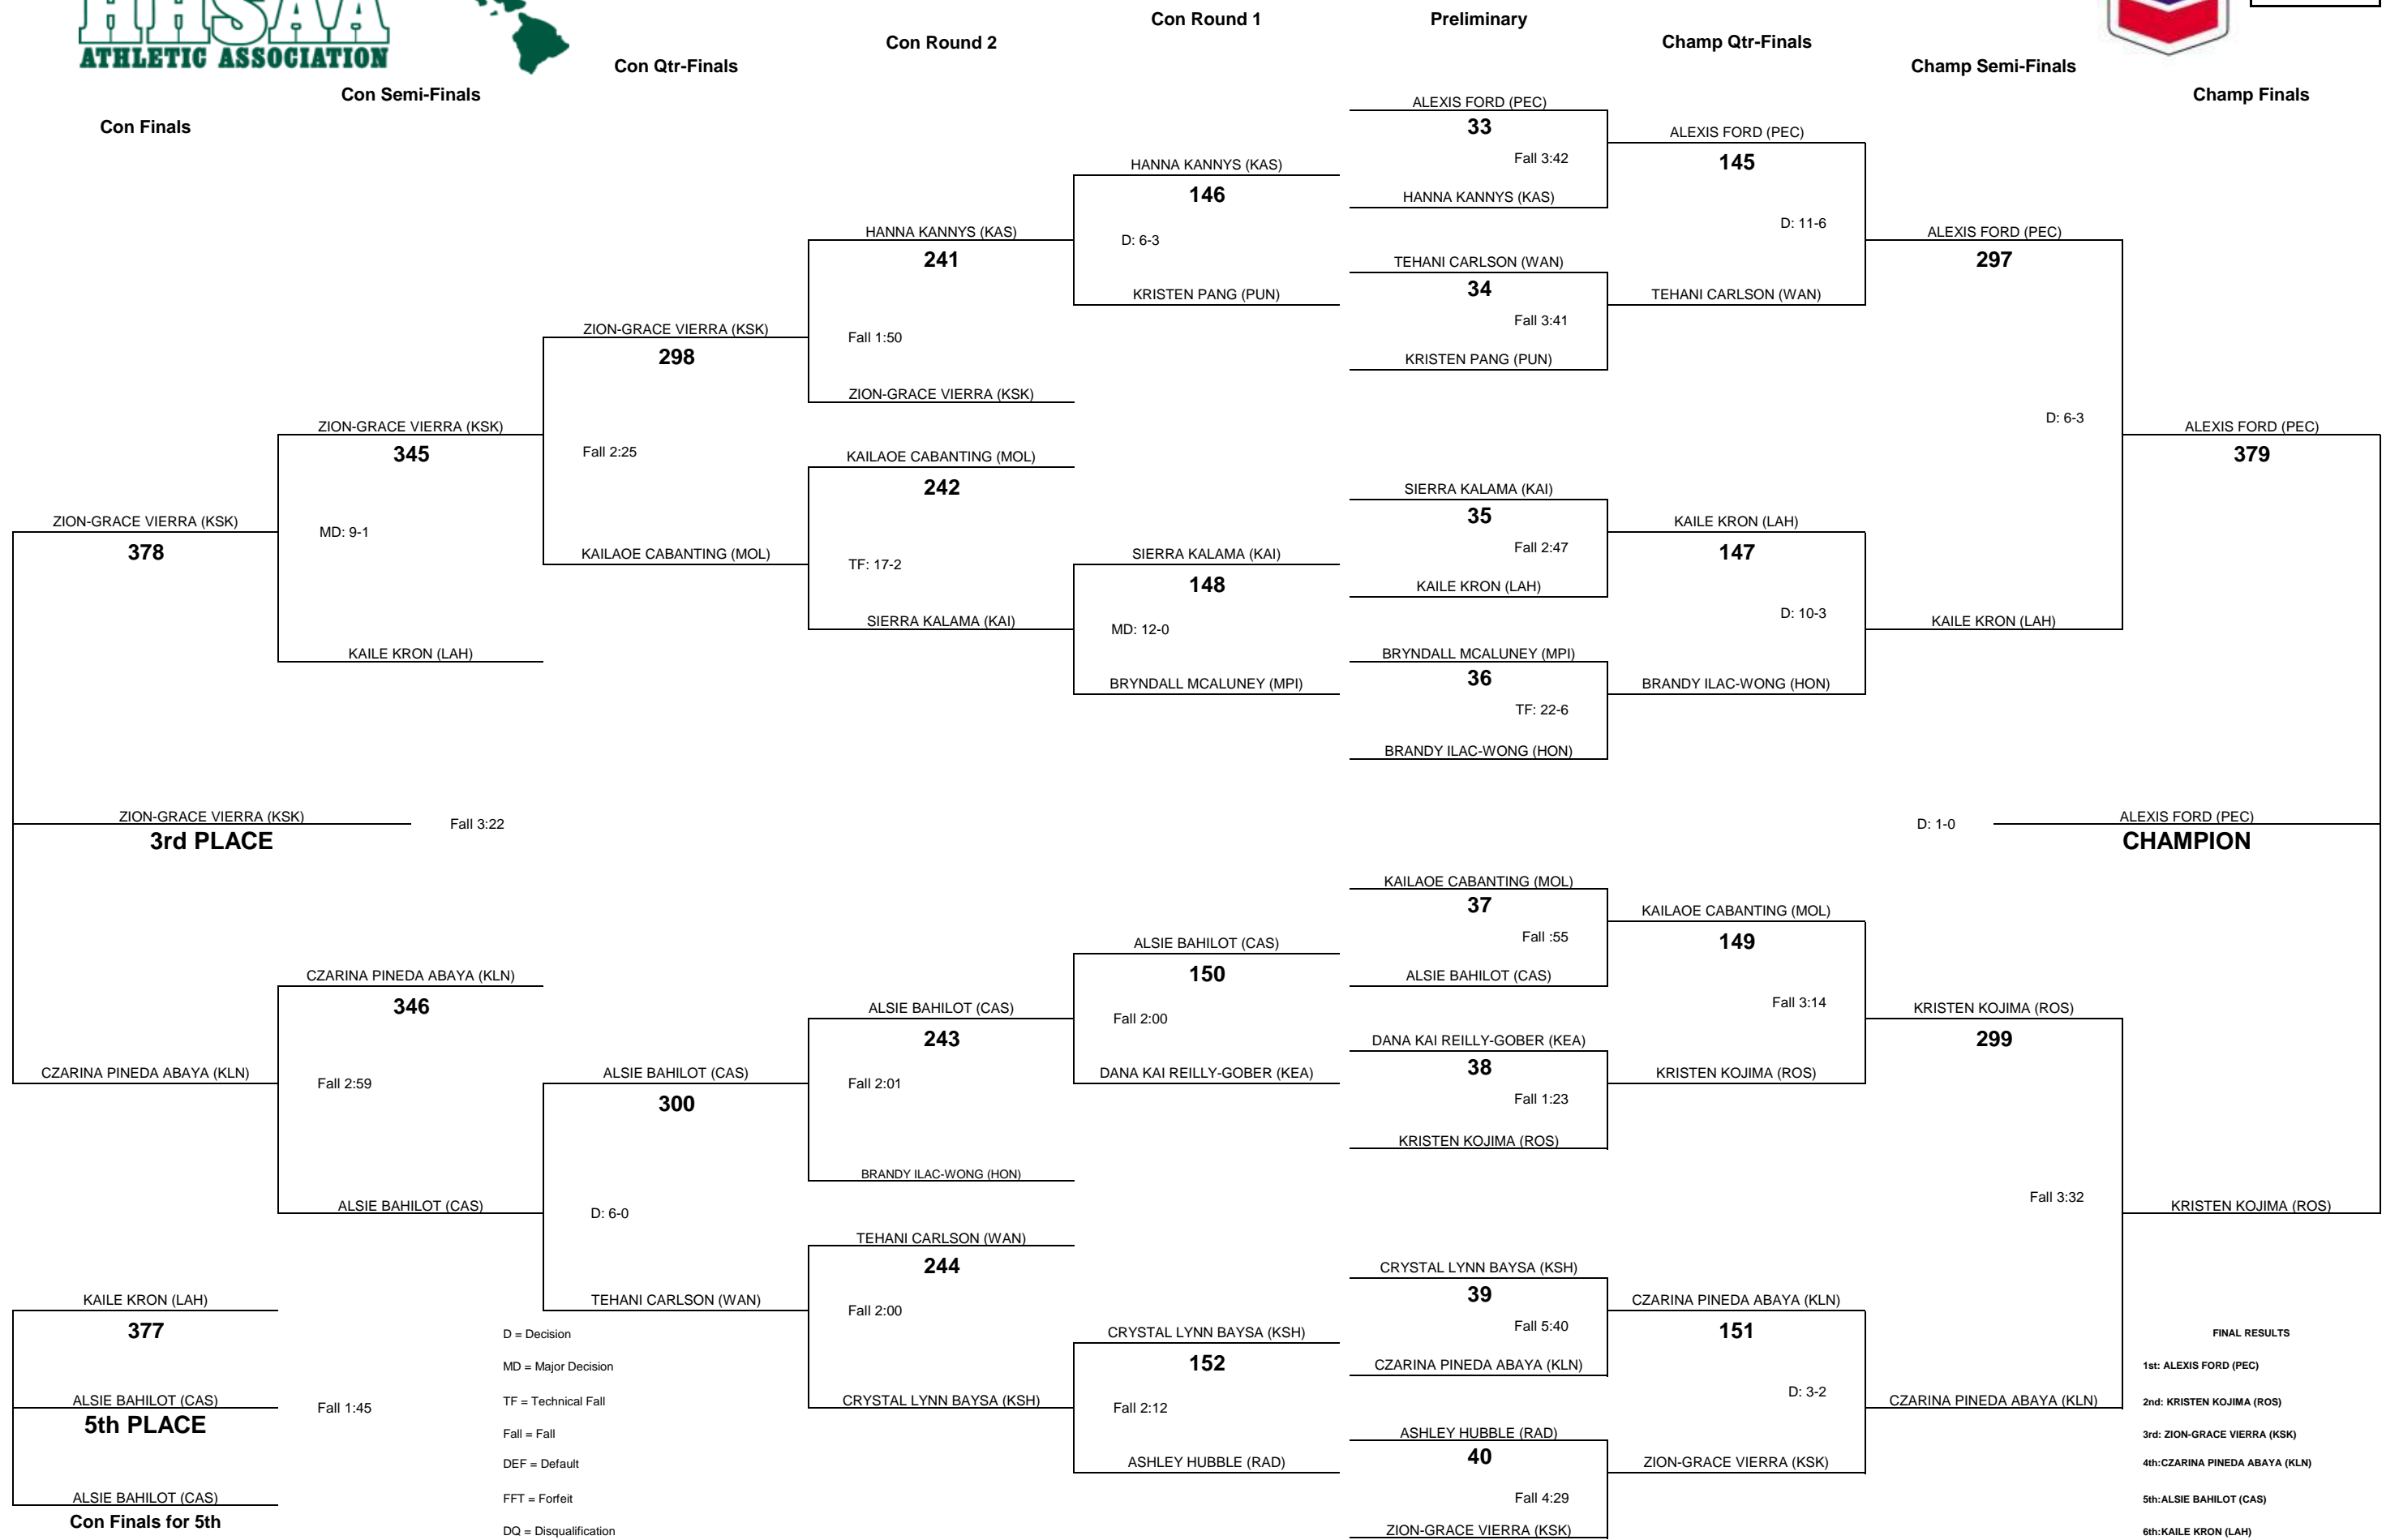 HHSAA
ATHLETIC ASSOCIATION
Con Finals
Con Semi-Finals
Con Qtr-Finals
Con Round 2
Con Round 1
Preliminary
Champ Qtr-Finals
Champ Semi-Finals
Champ Finals
ZION-GRACE VIERRA (KSK)
378
ZION-GRACE VIERRA (KSK)
3rd PLACE
Fall 3:22
CZARINA PINEDA ABAYA (KLN)
KAILE KRON (LAH)
377
ALSIE BAHILOT (CAS)
5th PLACE
Fall 1:45
ALSIE BAHILOT (CAS)
Con Finals for 5th
ZION-GRACE VIERRA (KSK)
345
MD: 9-1
KAILE KRON (LAH)
CZARINA PINEDA ABAYA (KLN)
346
Fall 2:59
ALSIE BAHILOT (CAS)
ZION-GRACE VIERRA (KSK)
298
Fall 2:25
KAILAOE CABANTING (MOL)
ALSIE BAHILOT (CAS)
300
D: 6-0
TEHANI CARLSON (WAN)
D = Decision
MD = Major Decision
TF = Technical Fall
Fall = Fall
DEF = Default
FFT = Forfeit
DQ = Disqualification
HANNA KANNYS (KAS)
241
Fall 1:50
ZION-GRACE VIERRA (KSK)
KAILAOE CABANTING (MOL)
242
TF: 17-2
SIERRA KALAMA (KAI)
ALSIE BAHILOT (CAS)
243
Fall 2:01
BRANDY ILAC-WONG (HON)
TEHANI CARLSON (WAN)
244
Fall 2:00
CRYSTAL LYNN BAYSA (KSH)
HANNA KANNYS (KAS)
146
D: 6-3
KRISTEN PANG (PUN)
SIERRA KALAMA (KAI)
148
MD: 12-0
BRYNDALL MCALUNEY (MPI)
ALSIE BAHILOT (CAS)
150
Fall 2:00
DANA KAI REILLY-GOBER (KEA)
CRYSTAL LYNN BAYSA (KSH)
152
Fall 2:12
ASHLEY HUBBLE (RAD)
ALEXIS FORD (PEC)
33
Fall 3:42
HANNA KANNYS (KAS)
TEHANI CARLSON (WAN)
34
Fall 3:41
KRISTEN PANG (PUN)
SIERRA KALAMA (KAI)
35
Fall 2:47
KAILE KRON (LAH)
BRYNDALL MCALUNEY (MPI)
36
TF: 22-6
BRANDY ILAC-WONG (HON)
KAILAOE CABANTING (MOL)
37
Fall :55
ALSIE BAHILOT (CAS)
DANA KAI REILLY-GOBER (KEA)
38
Fall 1:23
KRISTEN KOJIMA (ROS)
CRYSTAL LYNN BAYSA (KSH)
39
Fall 5:40
CZARINA PINEDA ABAYA (KLN)
ASHLEY HUBBLE (RAD)
40
Fall 4:29
ZION-GRACE VIERRA (KSK)
ALEXIS FORD (PEC)
145
D: 11-6
TEHANI CARLSON (WAN)
KAILE KRON (LAH)
147
D: 10-3
BRANDY ILAC-WONG (HON)
KAILAOE CABANTING (MOL)
149
Fall 3:14
KRISTEN KOJIMA (ROS)
CZARINA PINEDA ABAYA (KLN)
151
D: 3-2
ZION-GRACE VIERRA (KSK)
ALEXIS FORD (PEC)
297
D: 6-3
KAILE KRON (LAH)
KRISTEN KOJIMA (ROS)
299
Fall 3:32
CZARINA PINEDA ABAYA (KLN)
ALEXIS FORD (PEC)
379
D: 1-0
ALEXIS FORD (PEC)
CHAMPION
KRISTEN KOJIMA (ROS)
FINAL RESULTS
1st: ALEXIS FORD (PEC)
2nd: KRISTEN KOJIMA (ROS)
3rd: ZION-GRACE VIERRA (KSK)
4th:CZARINA PINEDA ABAYA (KLN)
5th:ALSIE BAHILOT (CAS)
6th:KAILE KRON (LAH)